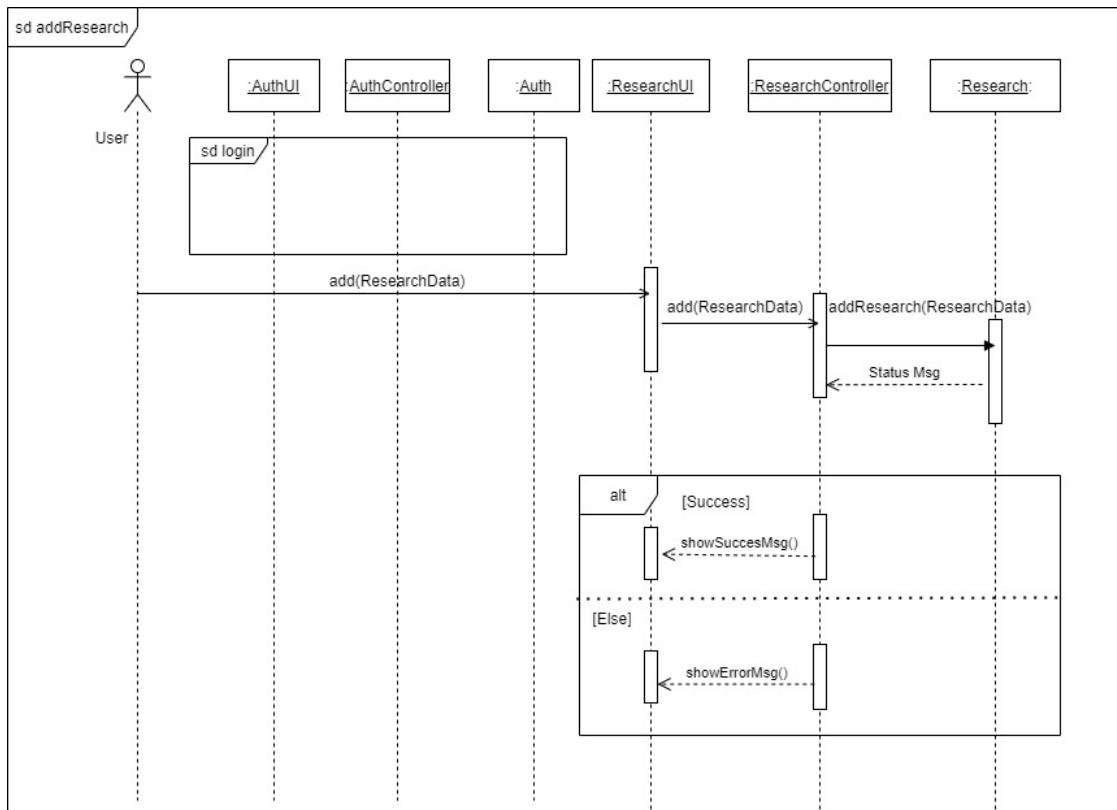 sd addResearch
:AuthUI
:AuthController
:Auth
:ResearchUI
:ResearchController
:Research:
User
sd login
add(ResearchData)
add(ResearchData)
addResearch(ResearchData)
Status Msg
alt
[Success]
showSuccesMsg()
[Else]
showErrorMsg()